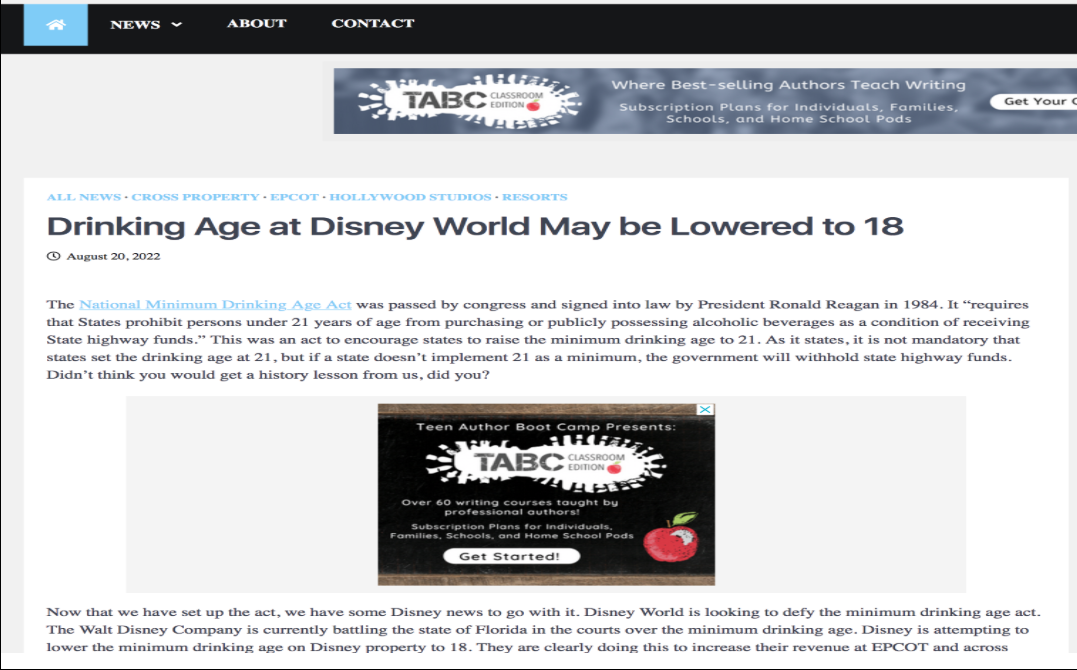 NEWS ABOUT CONTACT
TABC CLASSROOM EDITION
Where Best-selling Authors Teach Writing
Subscription Plans for Individuals, Families,
Schools, and Home School Pods
Get Your
ALL NEWS · CROSS PROPERTY · EPCOT · HOLLYWOOD STUDIOS · RESORTS
Drinking Age at Disney World May be Lowered to 18
August 20, 2022
The National Minimum Drinking Age Act was passed by congress and signed into law by President Ronald Reagan in 1984. It “requires
that States prohibit persons under 21 years of age from purchasing or publicly possessing alcoholic beverages as a condition of receiving
State highway funds.” This was an act to encourage states to raise the minimum drinking age to 21. As it states, it is not mandatory that
states set the drinking age at 21, but if a state doesn’t implement 21 as a minimum, the government will withhold state highway funds.
Didn’t think you would get a history lesson from us, did you?
Teen Author Boot Camp Presents:
TABC CLASSROOM EDITION
Over 60 writing courses taught by
professional authors!
Subscription Plans for Individuals,
Families, Schools, and Home School Pods
Get Started!
Now that we have set up the act, we have some Disney news to go with it. Disney World is looking to defy the minimum drinking age act.
The Walt Disney Company is currently battling the state of Florida in the courts over the minimum drinking age. Disney is attempting to
lower the minimum drinking age on Disney property to 18. They are clearly doing this to increase their revenue at EPCOT and across